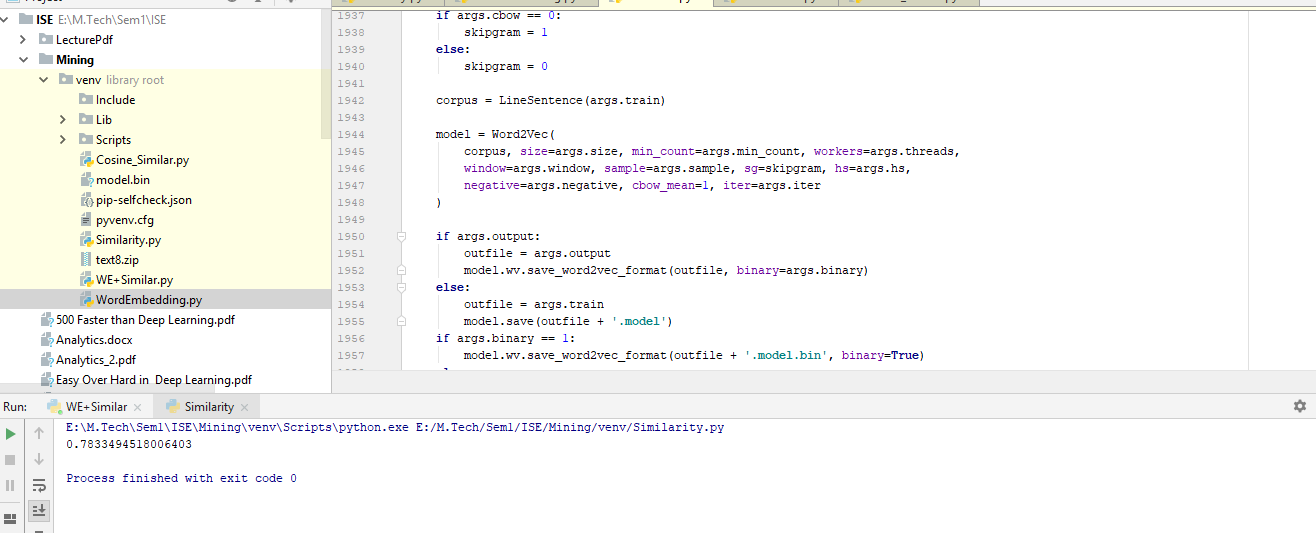 ISE E:\M.Tech\Sem1\ISE
LecturePdf
Mining
venv library root
Include
Lib
Scripts
Cosine_Similar.py
model.bin
pip-selfcheck.json
pyvenv.cfg
Similarity.py
text8.zip
WE+Similar.py
WordEmbedding.py
500 Faster than Deep Learning.pdf
Analytics.docx
Analytics_2.pdf
Easy Over Hard in Deep Learning.pdf
1937 if args.cbow == 0:
1938 skipgram = 1
1939 else:
1940 skipgram = 0
1941
1942 corpus = LineSentence(args.train)
1943
1944 model = Word2Vec(
1945 corpus, size=args.size, min_count=args.min_count, workers=args.threads,
1946 window=args.window, sample=args.sample, sg=skipgram, hs=args.hs,
1947 negative=args.negative, cbow_mean=1, iter=args.iter
1948 )
1949
1950 if args.output:
1951 outfile = args.output
1952 model.wv.save_word2vec_format(outfile, binary=args.binary)
1953 else:
1954 outfile = args.train
1955 model.save(outfile + '.model')
1956 if args.binary == 1:
1957 model.wv.save_word2vec_format(outfile + '.model.bin', binary=True)
Run: WE+Similar Similarity
E:\M.Tech\Sem1\ISE\Mining\venv\Scripts\python.exe E:/M.Tech/Sem1/ISE/Mining/venv/Similarity.py
0.7833494518006403
Process finished with exit code 0